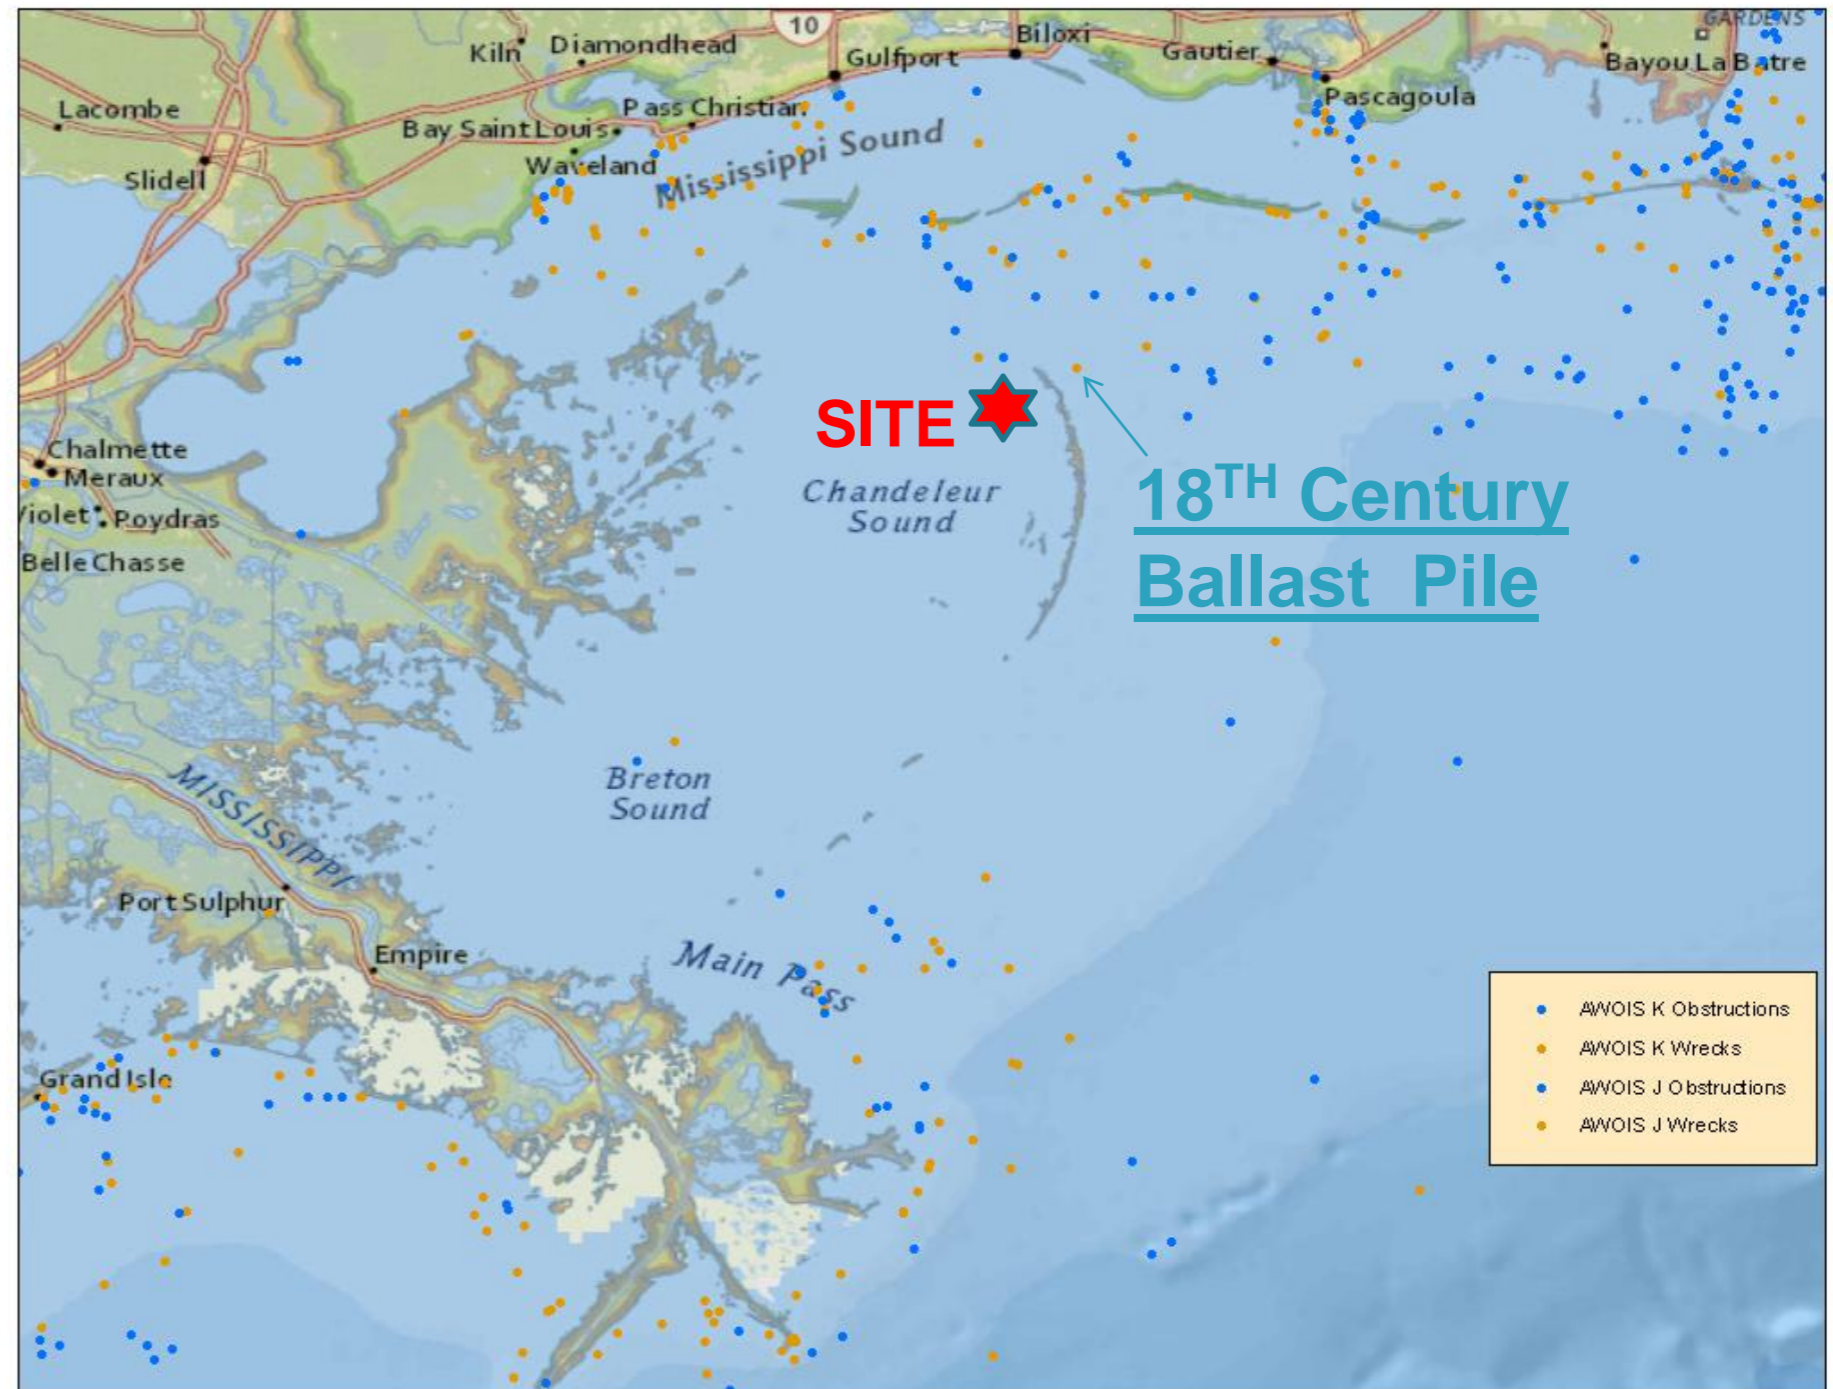 GARDENS
10
Biloxi
Kiln
Diamondhead
Gulfport
Gautier
Bayou La Batre
Lacombe
Pass Christian
Pascagoula
Bay Saint Louis
Mississippi Sound
Waveland
Slidell
SITE
Chalmette
Meraux
Chandeleur
Sound
18TH Century
Ballast Pile
Violet
Poydras
Belle Chasse
Breton
Sound
MISSISSIPPI
Port Sulphur
Empire
Main Pass
Grand Isle
AWOIS K Obstructions
AWOIS K Wrecks
AWOIS J Obstructions
AWOIS J Wrecks